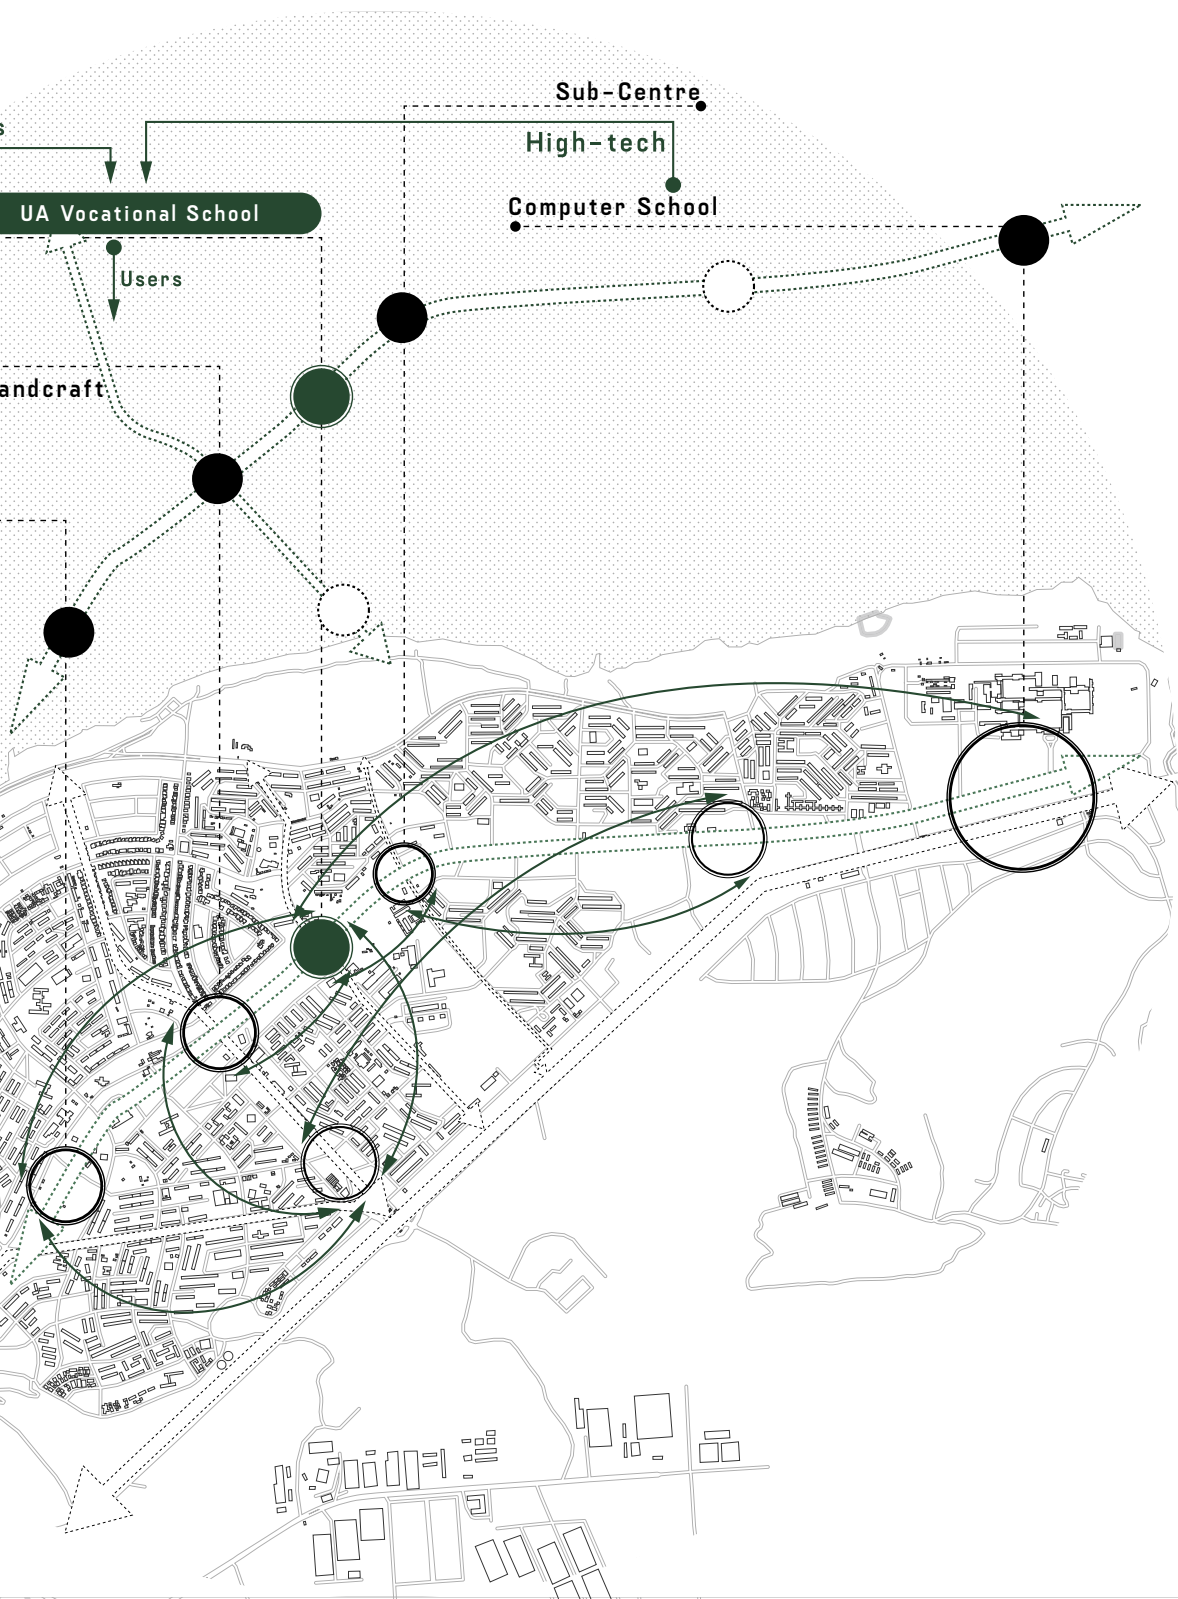 Sub-Centre
High-tech
Computer School
UA Vocational School
Users
andcraft